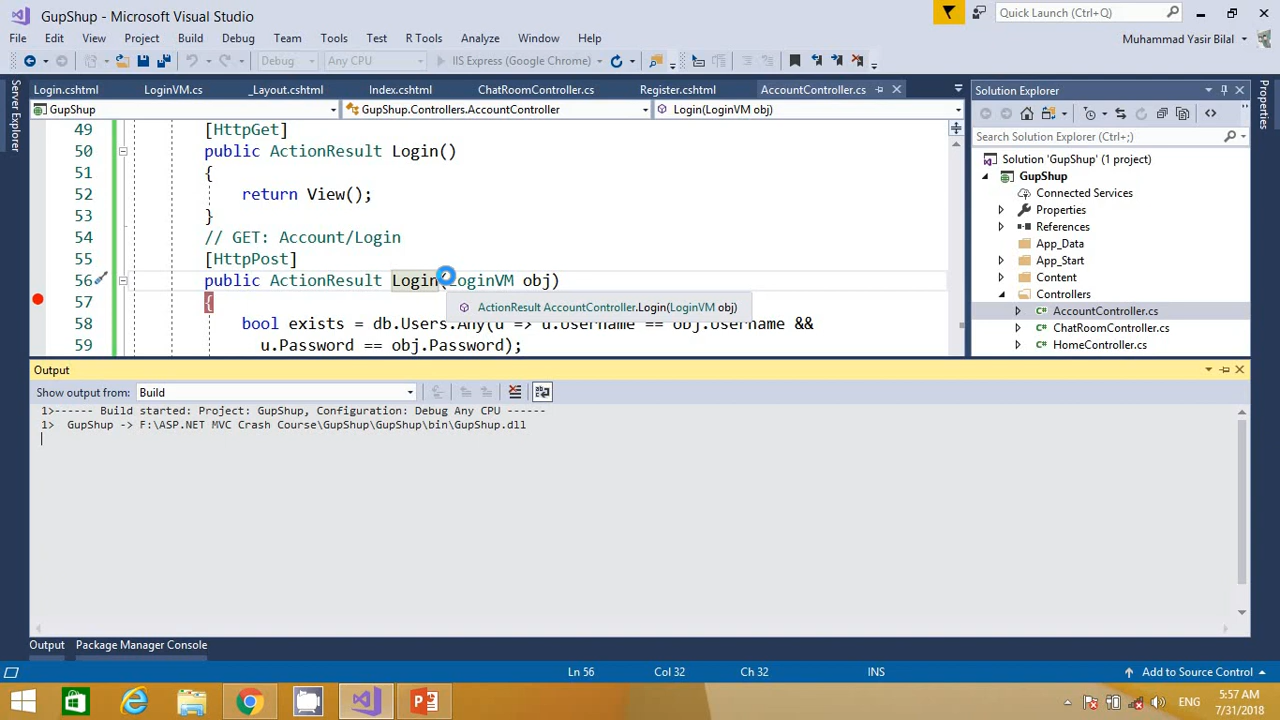 GupShup - Microsoft Visual Studio
Quick Launch (Ctrl+Q)
File Edit View Project Build Debug Team Tools Test R Tools Analyze Window Help
Muhammad Yasir Bilal
Debug Any CPU IIS Express (Google Chrome)
Server Explorer
Login.cshtml LoginVM.cs _Layout.cshtml Index.cshtml ChatRoomController.cs Register.cshtml AccountController.cs
GupShup GupShup.Controllers.AccountController Login(LoginVM obj)
49 [HttpGet]
50 public ActionResult Login()
51 {
52 return View();
53 }
54 // GET: Account/Login
55 [HttpPost]
56 public ActionResult Login(LoginVM obj)
57 {
ActionResult AccountController.Login(LoginVM obj)
58 bool exists = db.Users.Any(u => u.Username == obj.Username &&
59 u.Password == obj.Password);
Output
Show output from: Build
1>------ Build started: Project: GupShup, Configuration: Debug Any CPU ------
1> GupShup -> F:\ASP.NET MVC Crash Course\GupShup\GupShup\bin\GupShup.dll
Output Package Manager Console
Solution Explorer
Search Solution Explorer (Ctrl+;)
Solution 'GupShup' (1 project)
GupShup
Connected Services
Properties
References
App_Data
App_Start
Content
Controllers
AccountController.cs
ChatRoomController.cs
HomeController.cs
Properties
Ln 56 Col 32 Ch 32 INS Add to Source Control
ENG
5:57 AM
7/31/2018